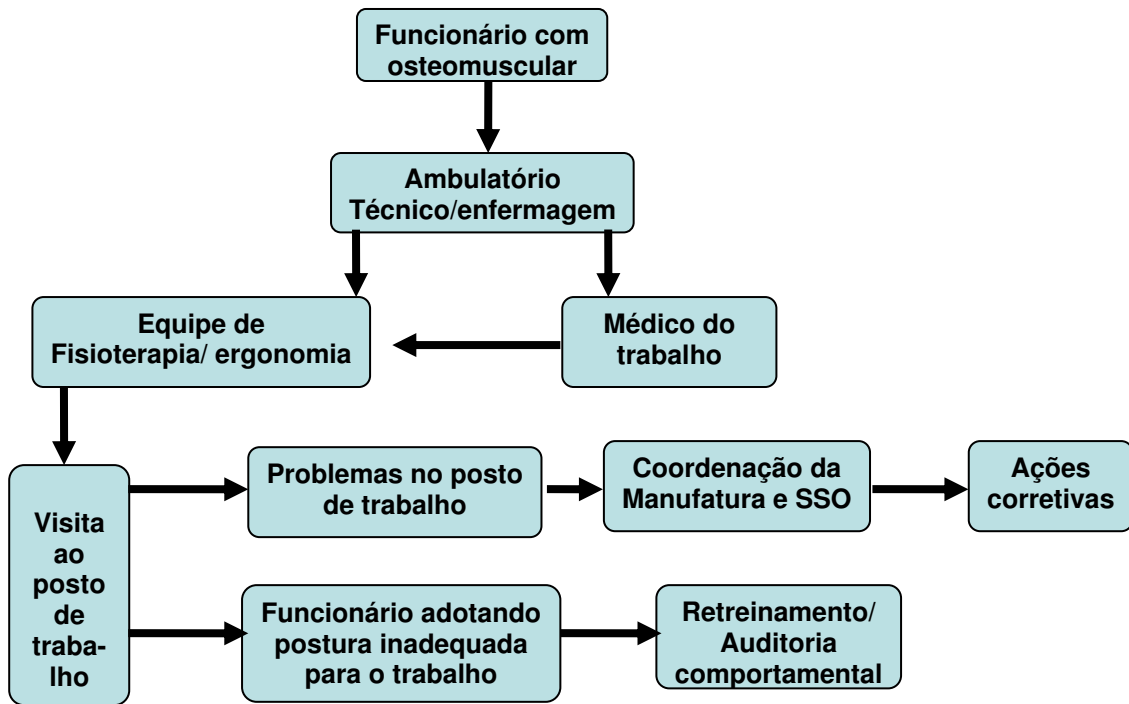 Funcionário com
osteomuscular
Ambulatório
Técnico/enfermagem
Equipe de
Fisioterapia/ ergonomia
Médico do
trabalho
Visita
ao
posto
de
traba-
lho
Problemas no posto
de trabalho
Coordenação da
Manufatura e SSO
Ações
corretivas
Funcionário adotando
postura inadequada
para o trabalho
Retreinamento/
Auditoria
comportamental